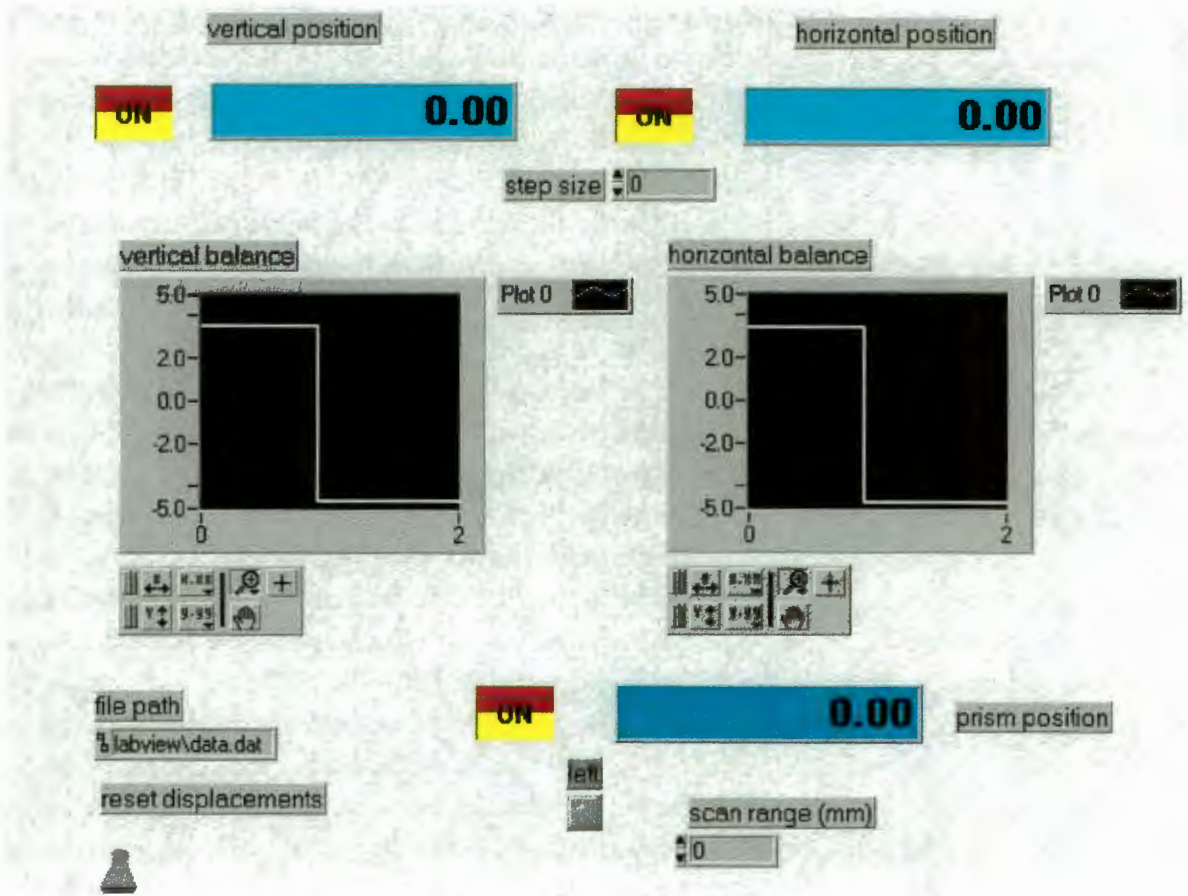 vertical position
horizontal position
ON
0.00
ON
0.00
step size 0
vertical balance
horizontal balance
5.0
Plot 0
5.0
Plot 0
2.0
2.0
0.0
0.0
-2.0
-2.0
-5.0
-5.0
0 2
0 2
file path
labview\data.dat
ON
0.00
prism position
left
reset displacements
scan range (mm)
0